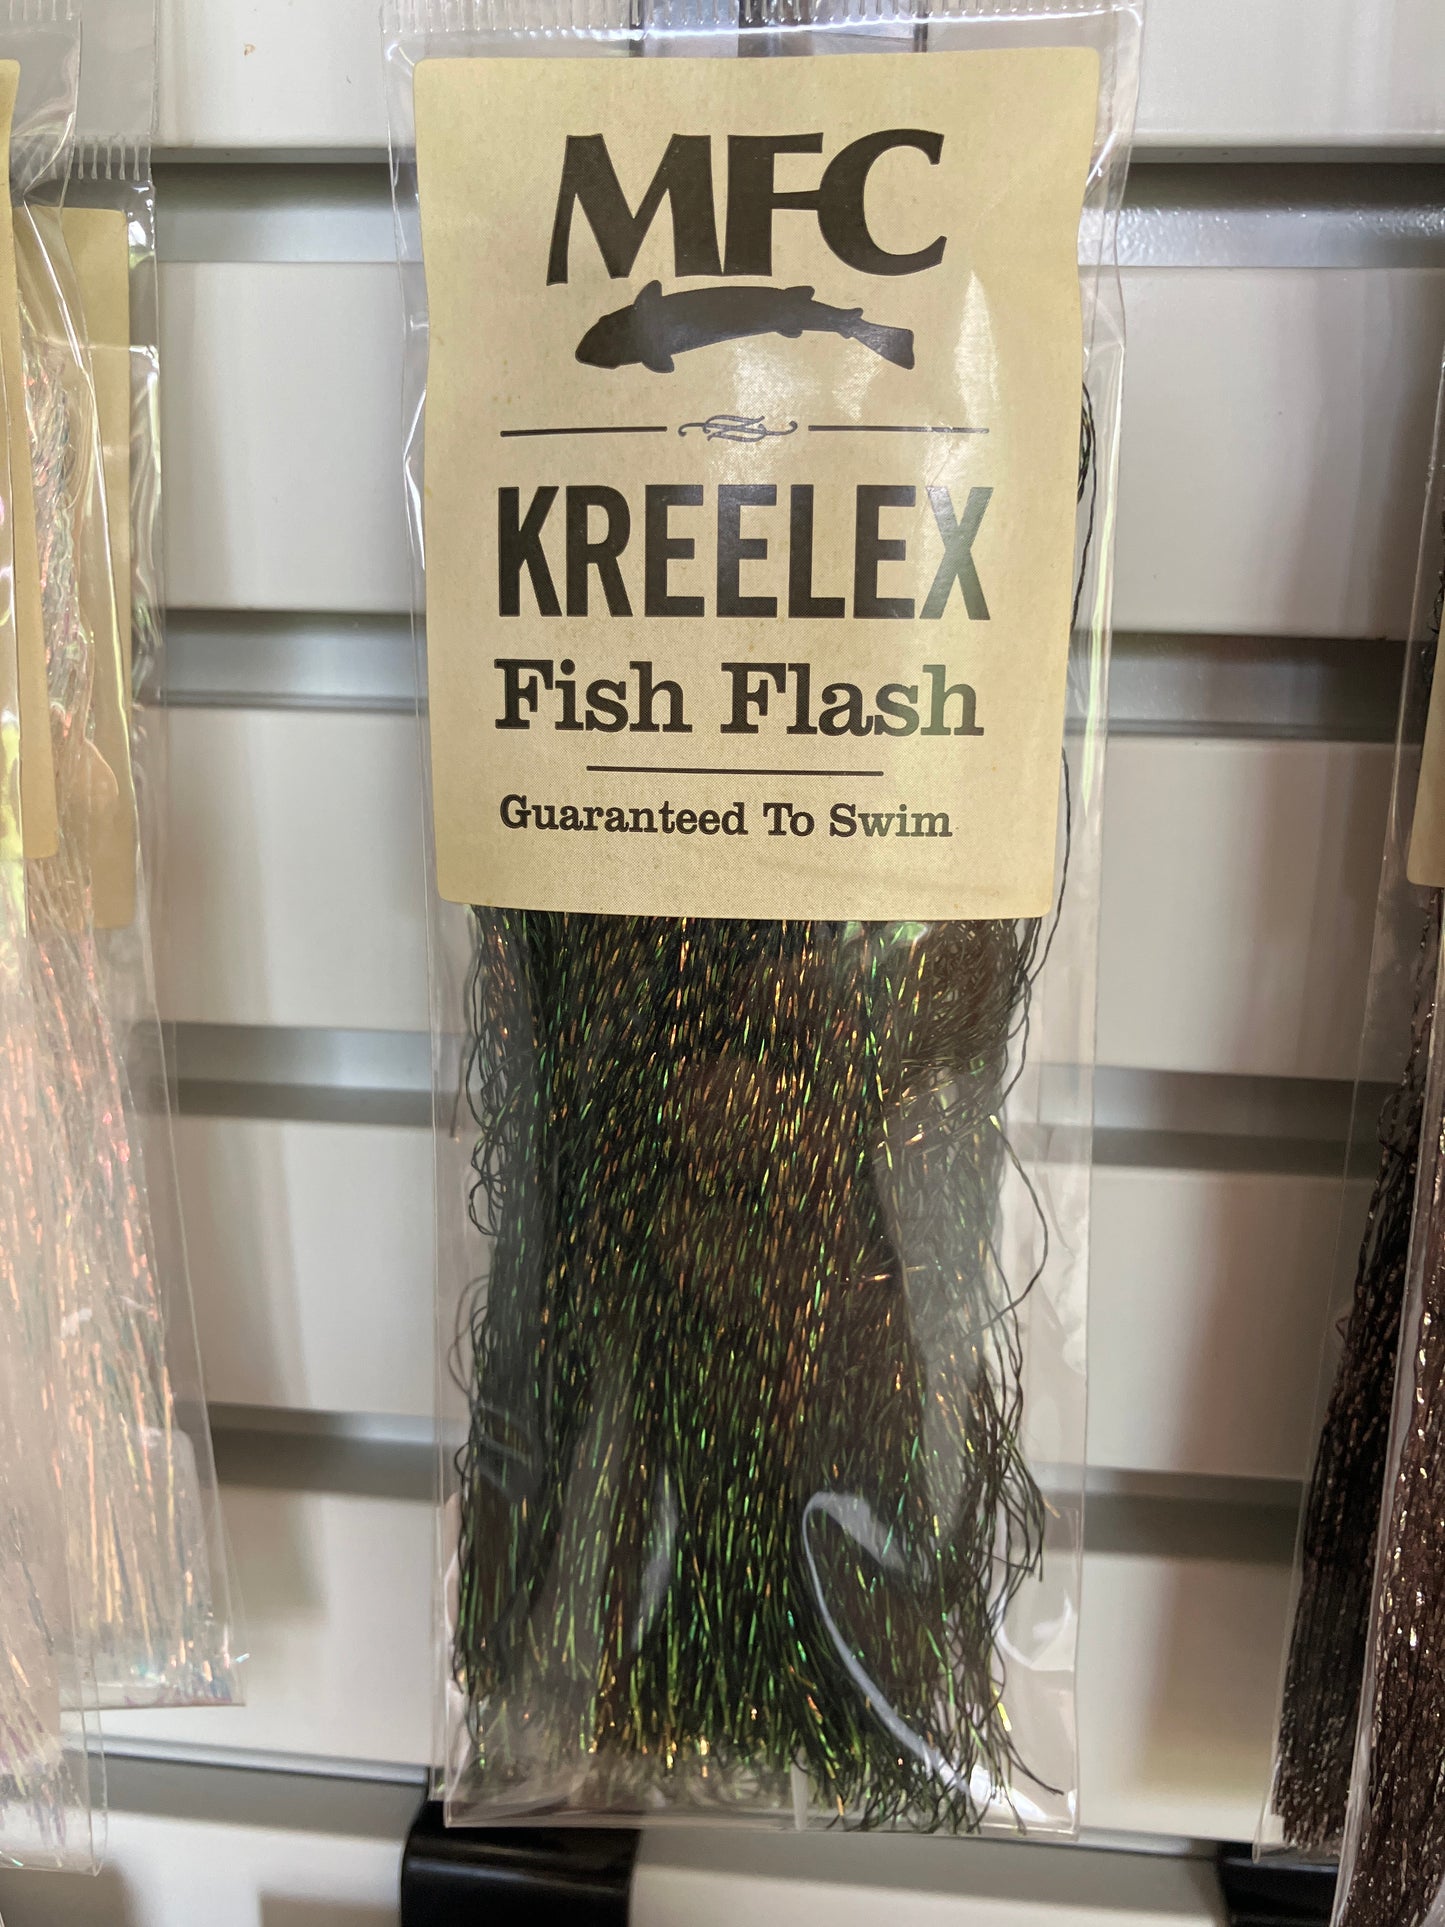 MFC
KREELEX
Fish Flash
Guaranteed To Swim